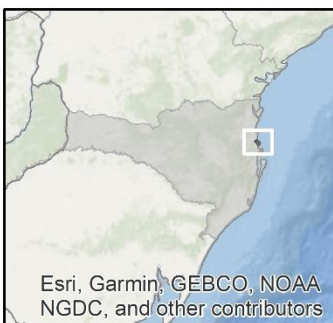 Esri, Garmin, GEBCO, NOAA
NGDC, and other contributors